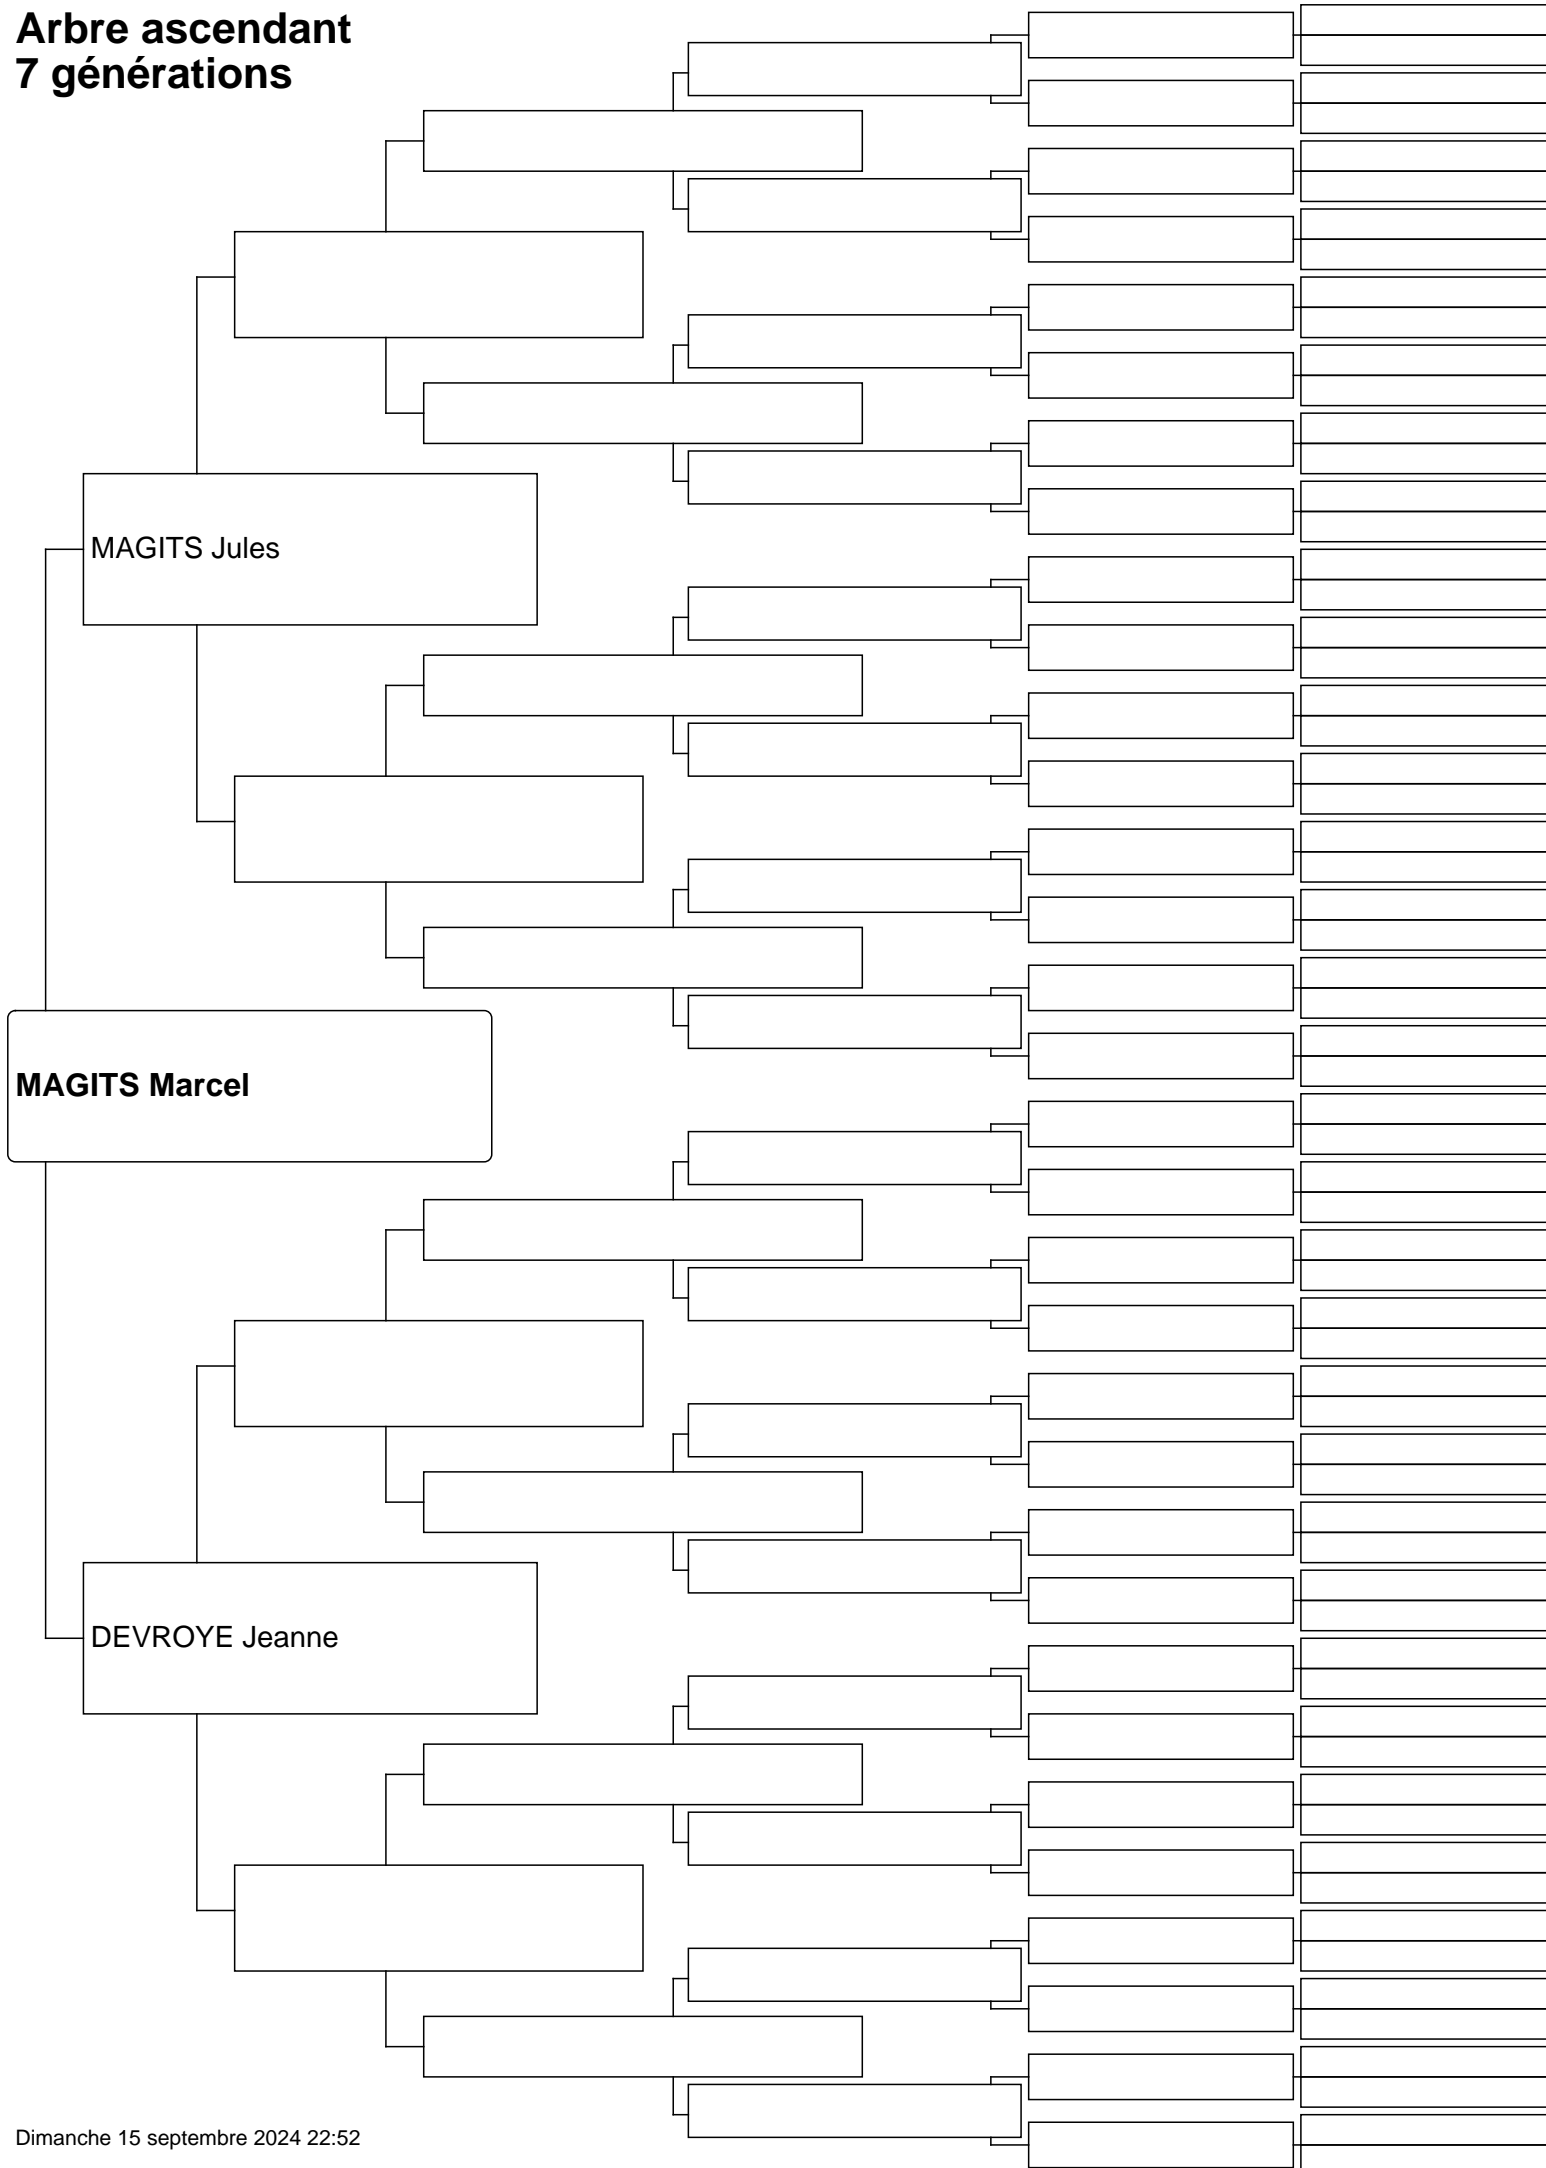 Arbre ascendant
7 générations
MAGITS Jules
MAGITS Marcel
DEVROYE Jeanne
Dimanche 15 septembre 2024 22:52